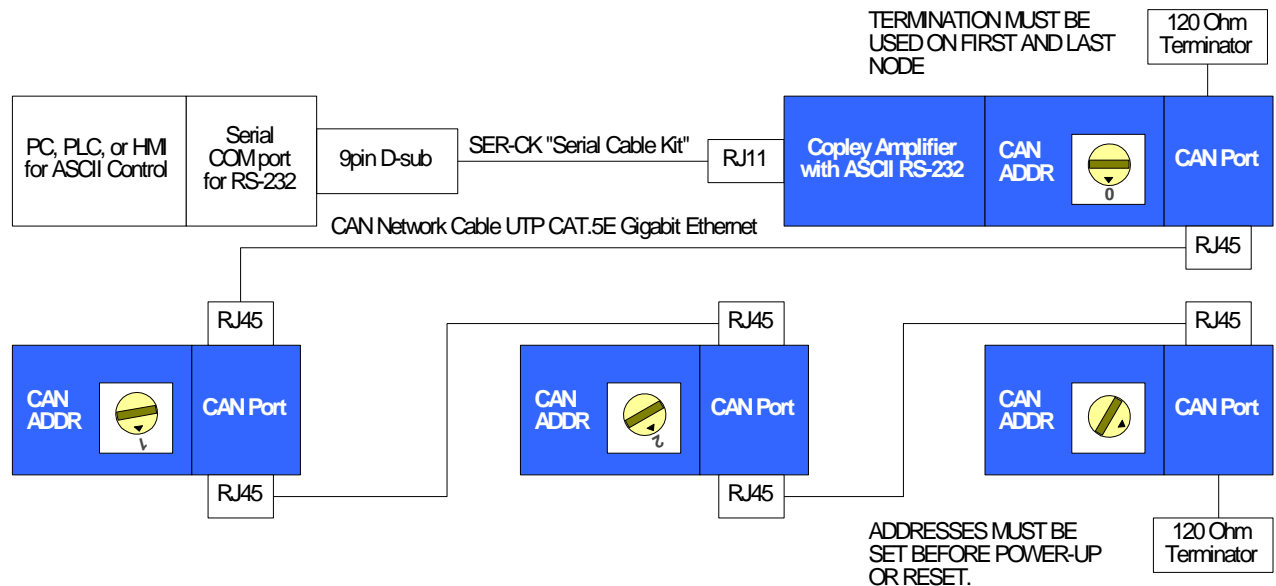 TERMINATION MUST BE
USED ON FIRST AND LAST
NODE
120 Ohm
Terminator
PC, PLC, or HMI
for ASCII Control
Serial
COM port
for RS-232
9pin D-sub
SER-CK "Serial Cable Kit"
RJ11
Copley Amplifier
with ASCII RS-232
CAN
ADDR
0
CAN Port
CAN Network Cable UTP CAT.5E Gigabit Ethernet
RJ45
RJ45
RJ45
RJ45
CAN
ADDR
1
CAN Port
CAN
ADDR
2
CAN Port
CAN
ADDR
CAN Port
RJ45
RJ45
ADDRESSES MUST BE
SET BEFORE POWER-UP
OR RESET.
120 Ohm
Terminator